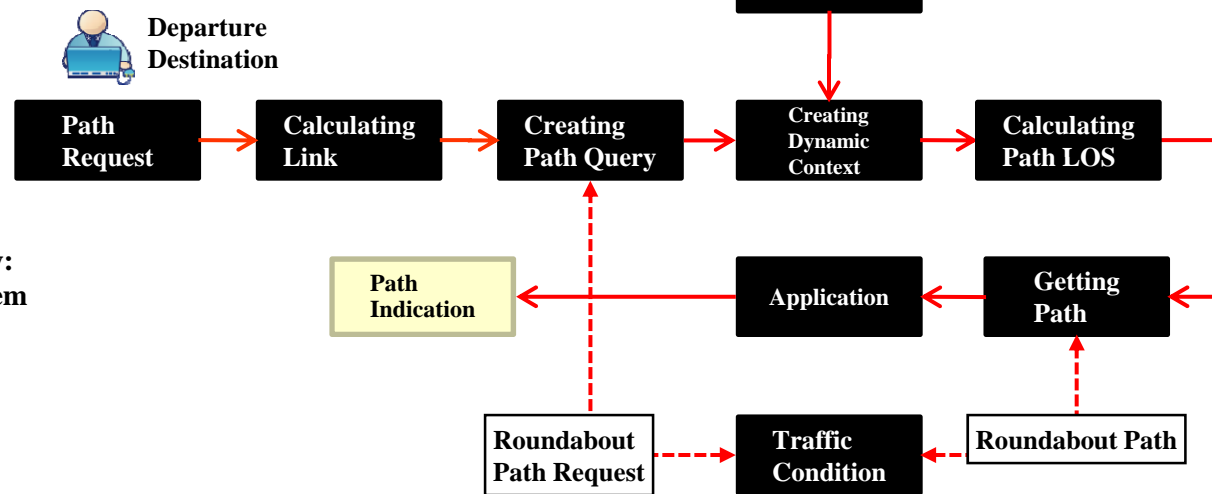 Departure
Destination
Path
Request
Calculating
Link
Creating
Path Query
Creating
Dynamic
Context
Calculating
Path LOS
Path
Indication
Application
Getting
Path
Roundabout
Path Request
Traffic
Condition
Roundabout Path